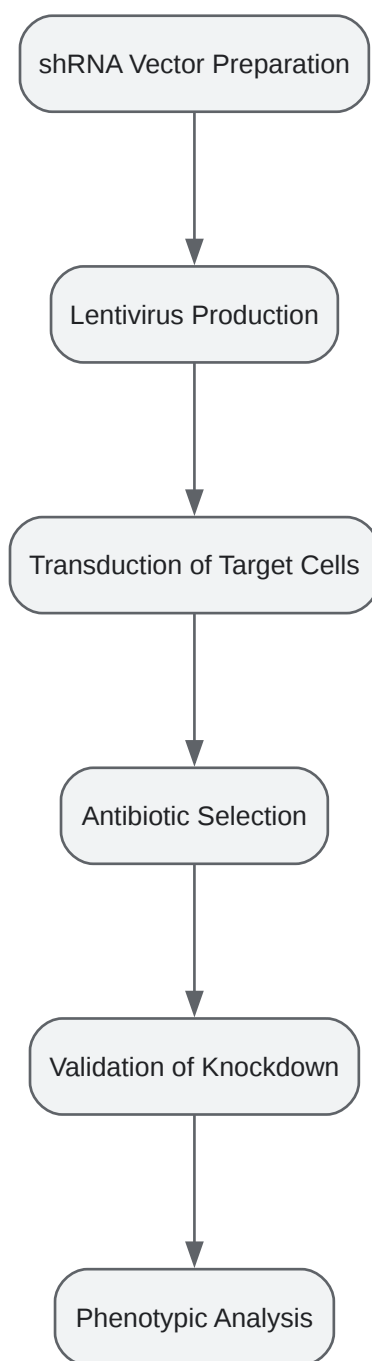 shRNA Vector Preparation
Lentivirus Production
Transduction of Target Cells
Antibiotic Selection
Validation of Knockdown
Phenotypic Analysis